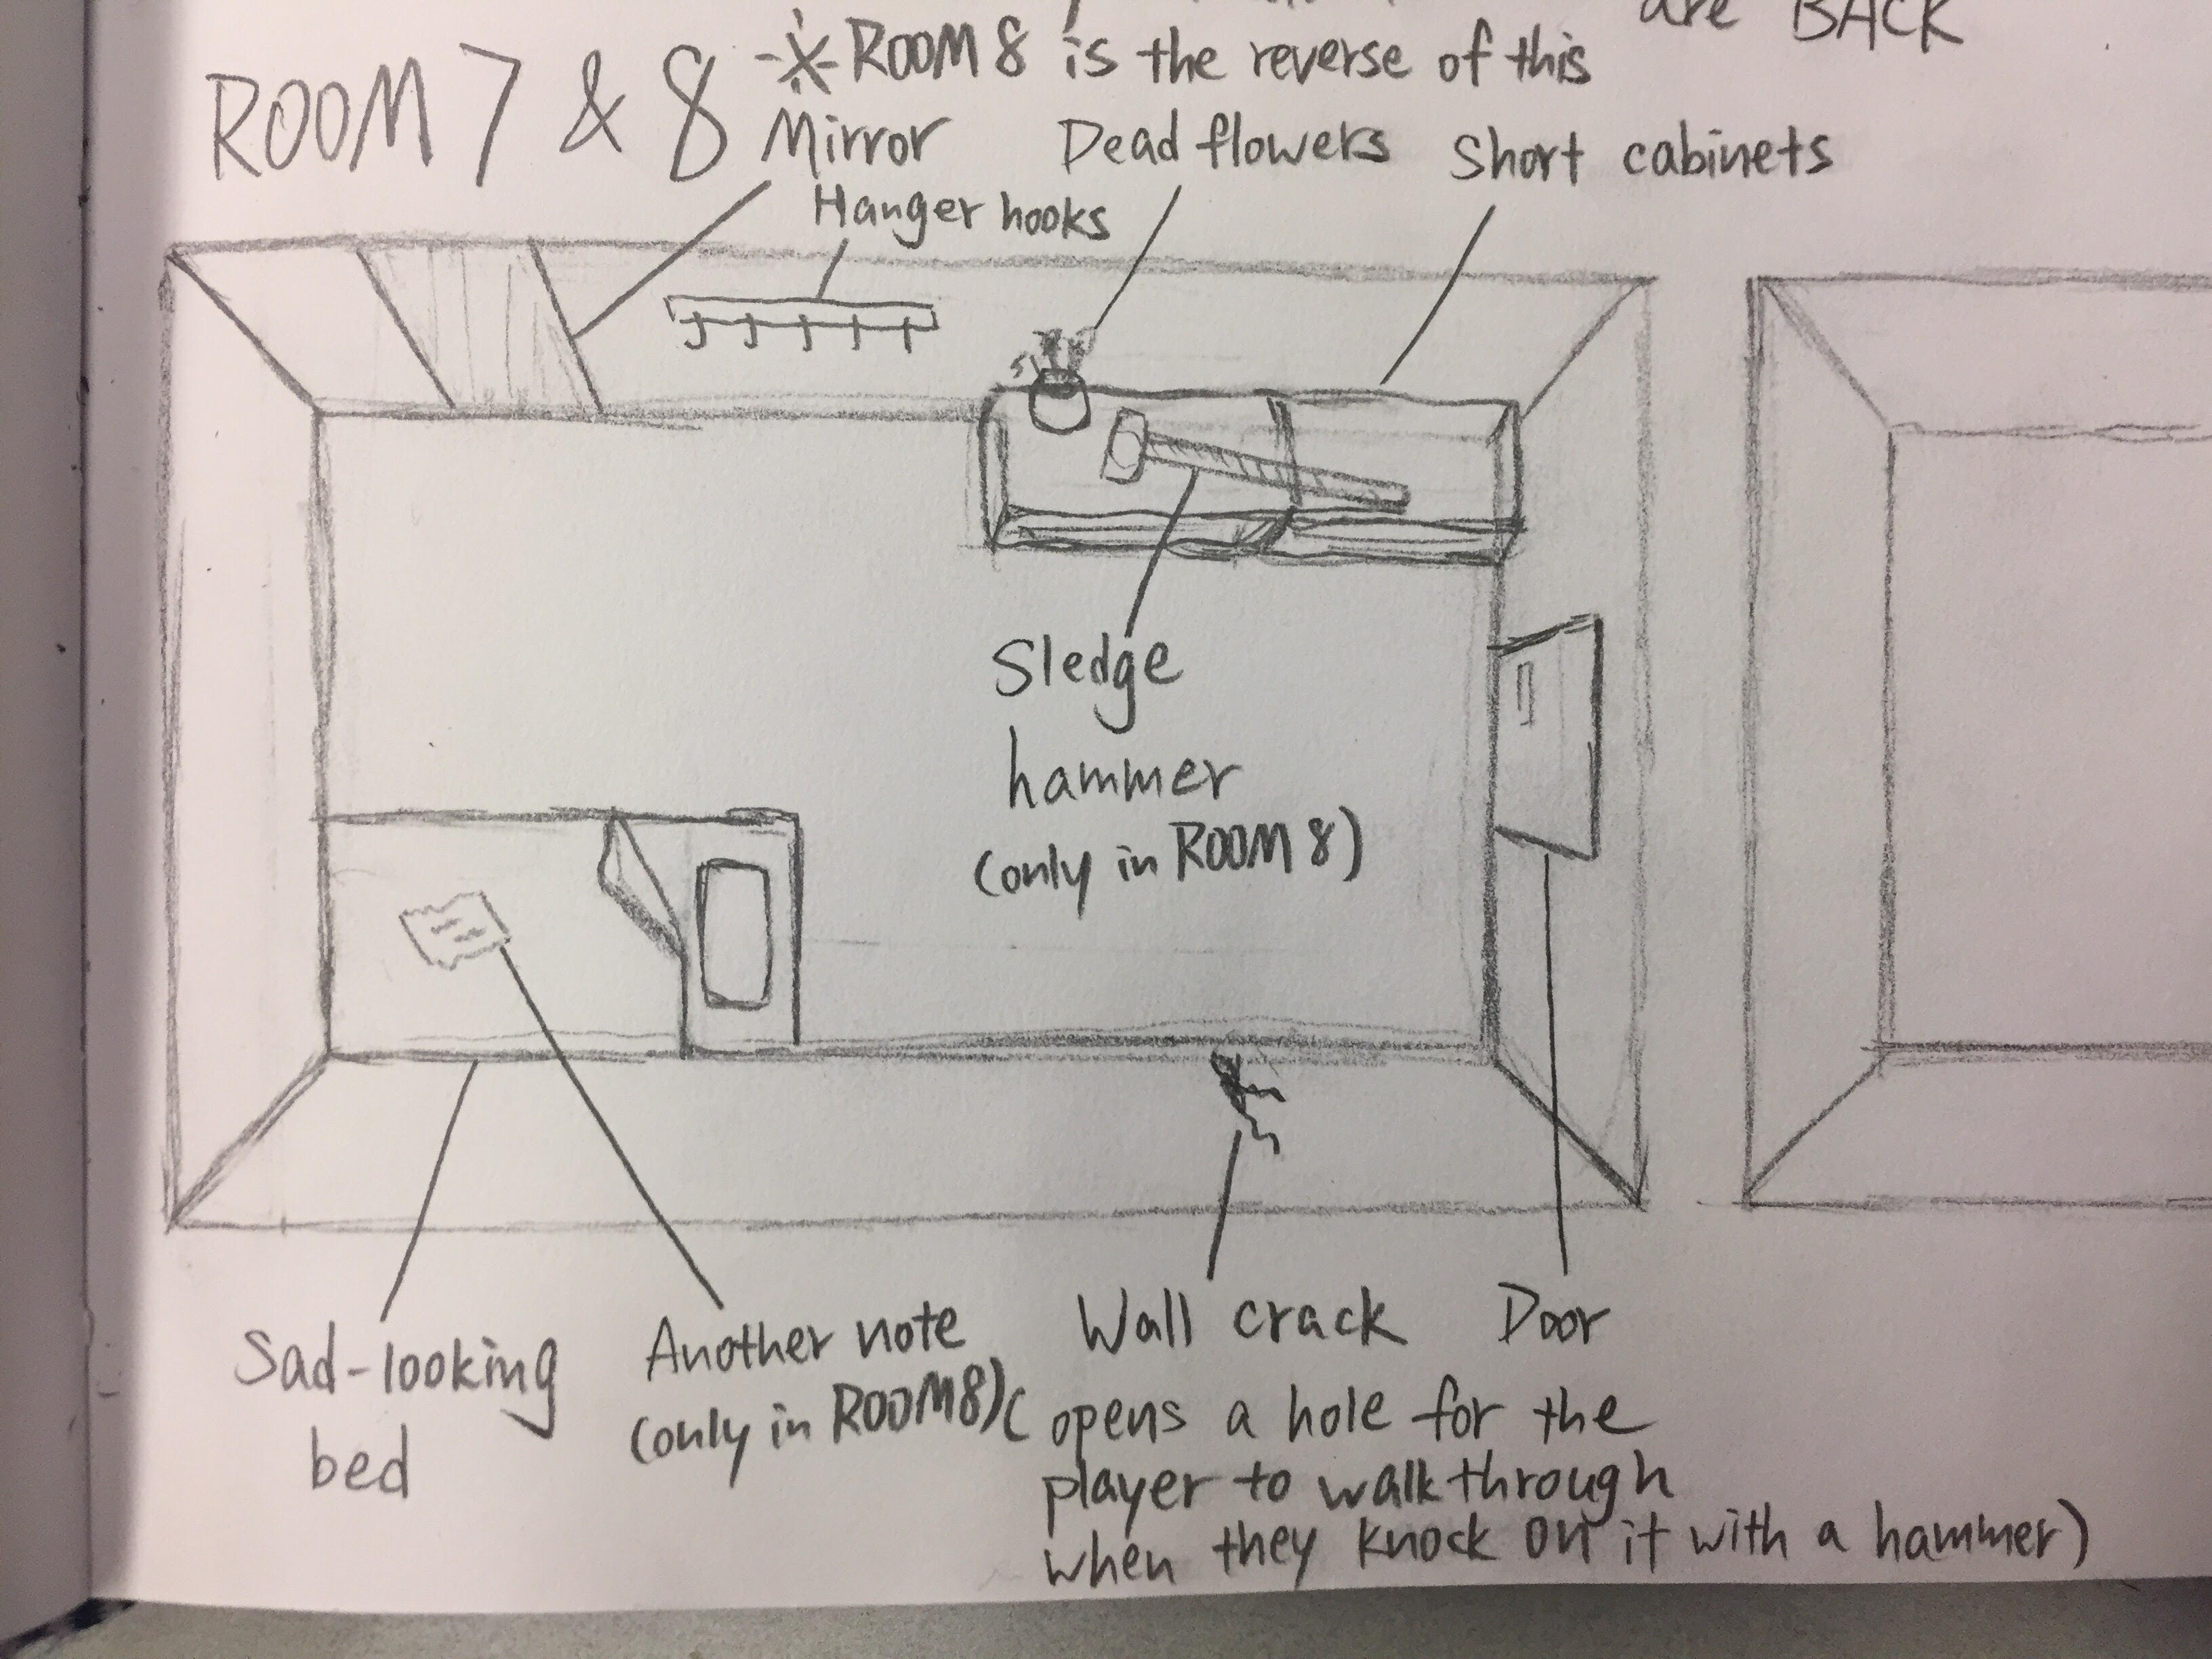 are BACK
ROOM 7 & 8
※ ROOM 8 is the reverse of this
Mirror
Dead flowers
Short cabinets
Hanger hooks
Sledge
hammer
(only in ROOM 8)
Sad-looking
bed
Another note
(only in ROOM 8)
Wall crack
(opens a hole for the
player to walk through
when they knock on it with a hammer)
Door